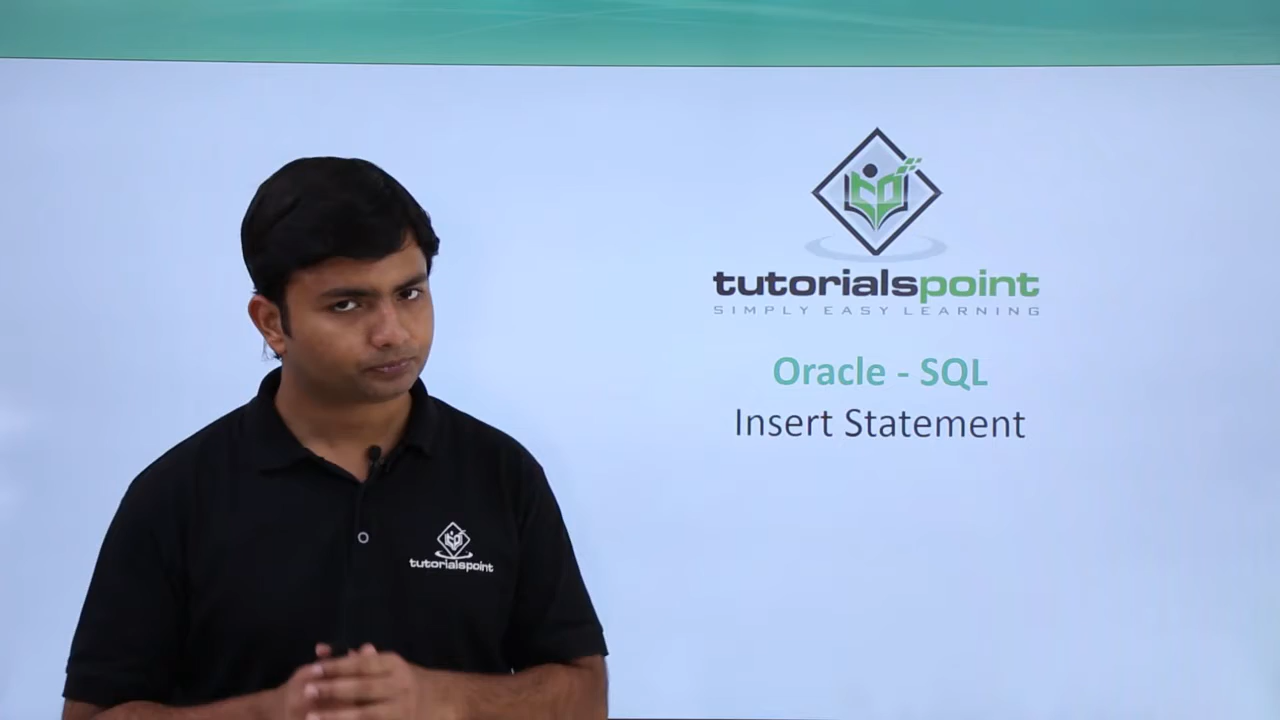 tutorialspoint
SIMPLY EASY LEARNING
Oracle - SQL
Insert Statement
tutorialspoint